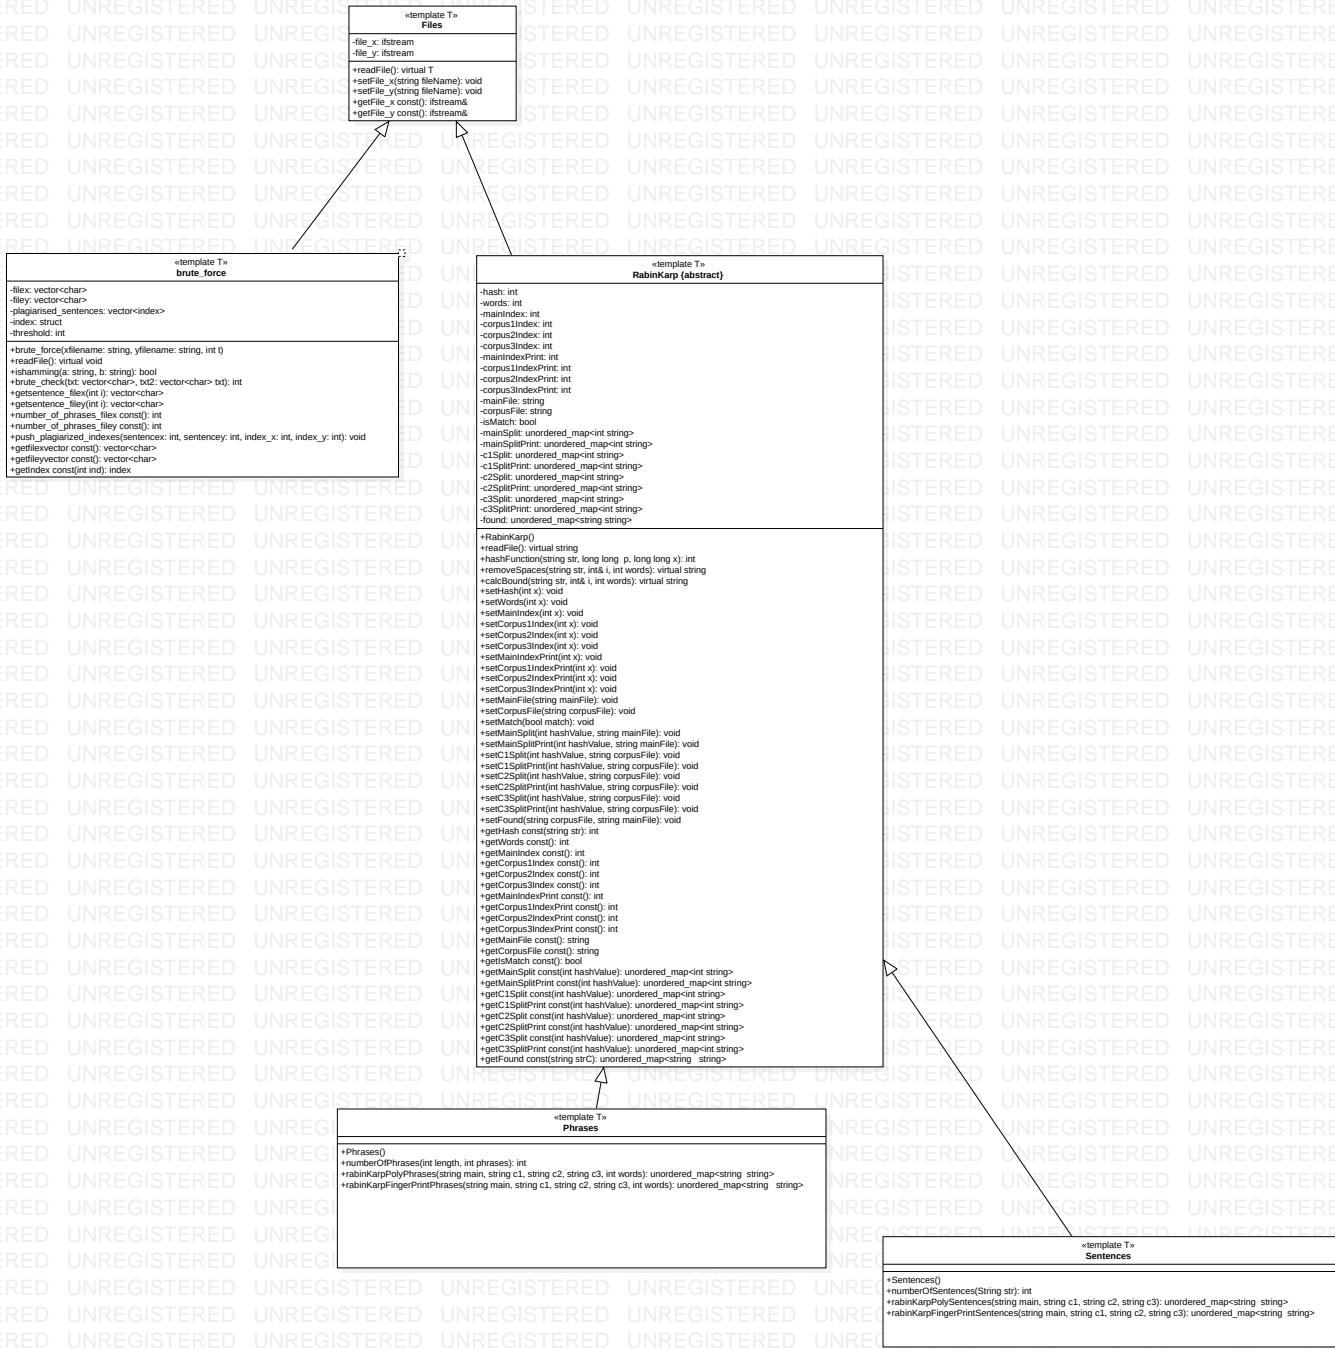 «template T»
Files
-file_x: ifstream
-file_y: ifstream
+readFile(): virtual T
+setFile_x(string fileName): void
+setFile_y(string fileName): void
+getFile_x const(): ifstream&
+getFile_y const(): ifstream&
«template T»
brute_force
-filex: vector<char>
-filey: vector<char>
-plagiarised_sentences: vector<index>
-index: struct
-threshold: int
+brute_force(xfilename: string, yfilename: string, int t)
+readFile(): virtual void
+ishamming(a: string, b: string): bool
+brute_check(txt: vector<char>, txt2: vector<char> txt): int
+getsentence_filex(int i): vector<char>
+getsentence_filey(int i): vector<char>
+number_of_phrases_filex const(): int
+number_of_phrases_filey const(): int
+push_plagiarized_indexes(sentencex: int, sentencey: int, index_x: int, index_y: int): void
+getfilexvector const(): vector<char>
+getfileyvector const(): vector<char>
+getIndex const(int ind): index
«template T»
RabinKarp {abstract}
-hash: int
-words: int
-mainIndex: int
-corpus1Index: int
-corpus2Index: int
-corpus3Index: int
-mainIndexPrint: int
-corpus1IndexPrint: int
-corpus2IndexPrint: int
-corpus3IndexPrint: int
-mainFile: string
-corpusFile: string
-isMatch: bool
-mainSplit: unordered_map<int string>
-mainSplitPrint: unordered_map<int string>
-c1Split: unordered_map<int string>
-c1SplitPrint: unordered_map<int string>
-c2Split: unordered_map<int string>
-c2SplitPrint: unordered_map<int string>
-c3Split: unordered_map<int string>
-c3SplitPrint: unordered_map<int string>
-found: unordered_map<string string>
+RabinKarp()
+readFile(): virtual string
+hashFunction(string str, long long  p, long long x): int
+removeSpaces(string str, int& i, int words): virtual string
+calcBound(string str, int& i, int words): virtual string
+setHash(int x): void
+setWords(int x): void
+setMainIndex(int x): void
+setCorpus1Index(int x): void
+setCorpus2Index(int x): void
+setCorpus3Index(int x): void
+setMainIndexPrint(int x): void
+setCorpus1IndexPrint(int x): void
+setCorpus2IndexPrint(int x): void
+setCorpus3IndexPrint(int x): void
+setMainFile(string mainFile): void
+setCorpusFile(string corpusFile): void
+setMatch(bool match): void
+setMainSplit(int hashValue, string mainFile): void
+setMainSplitPrint(int hashValue, string mainFile): void
+setC1Split(int hashValue, string corpusFile): void
+setC1SplitPrint(int hashValue, string corpusFile): void
+setC2Split(int hashValue, string corpusFile): void
+setC2SplitPrint(int hashValue, string corpusFile): void
+setC3Split(int hashValue, string corpusFile): void
+setC3SplitPrint(int hashValue, string corpusFile): void
+setFound(string corpusFile, string mainFile): void
+getHash const(string str): int
+getWords const(): int
+getMainIndex const(): int
+getCorpus1Index const(): int
+getCorpus2Index const(): int
+getCorpus3Index const(): int
+getMainIndexPrint const(): int
+getCorpus1IndexPrint const(): int
+getCorpus2IndexPrint const(): int
+getCorpus3IndexPrint const(): int
+getMainFile const(): string
+getCorpusFile const(): string
+getIsMatch const(): bool
+getMainSplit const(int hashValue): unordered_map<int string>
+getMainSplitPrint const(int hashValue): unordered_map<int string>
+getC1Split const(int hashValue): unordered_map<int string>
+getC1SplitPrint const(int hashValue): unordered_map<int string>
+getC2Split const(int hashValue): unordered_map<int string>
+getC2SplitPrint const(int hashValue): unordered_map<int string>
+getC3Split const(int hashValue): unordered_map<int string>
+getC3SplitPrint const(int hashValue): unordered_map<int string>
+getFound const(string strC): unordered_map<string   string>
«template T»
Phrases
+Phrases()
+numberOfPhrases(int length, int phrases): int
+rabinKarpPolyPhrases(string main, string c1, string c2, string c3, int words): unordered_map<string  string>
+rabinKarpFingerPrintPhrases(string main, string c1, string c2, string c3, int words): unordered_map<string   string>
«template T»
Sentences
+Sentences()
+numberOfSentences(String str): int
+rabinKarpPolySentences(string main, string c1, string c2, string c3): unordered_map<string  string>
+rabinKarpFingerPrintSentences(string main, string c1, string c2, string c3): unordered_map<string  string>